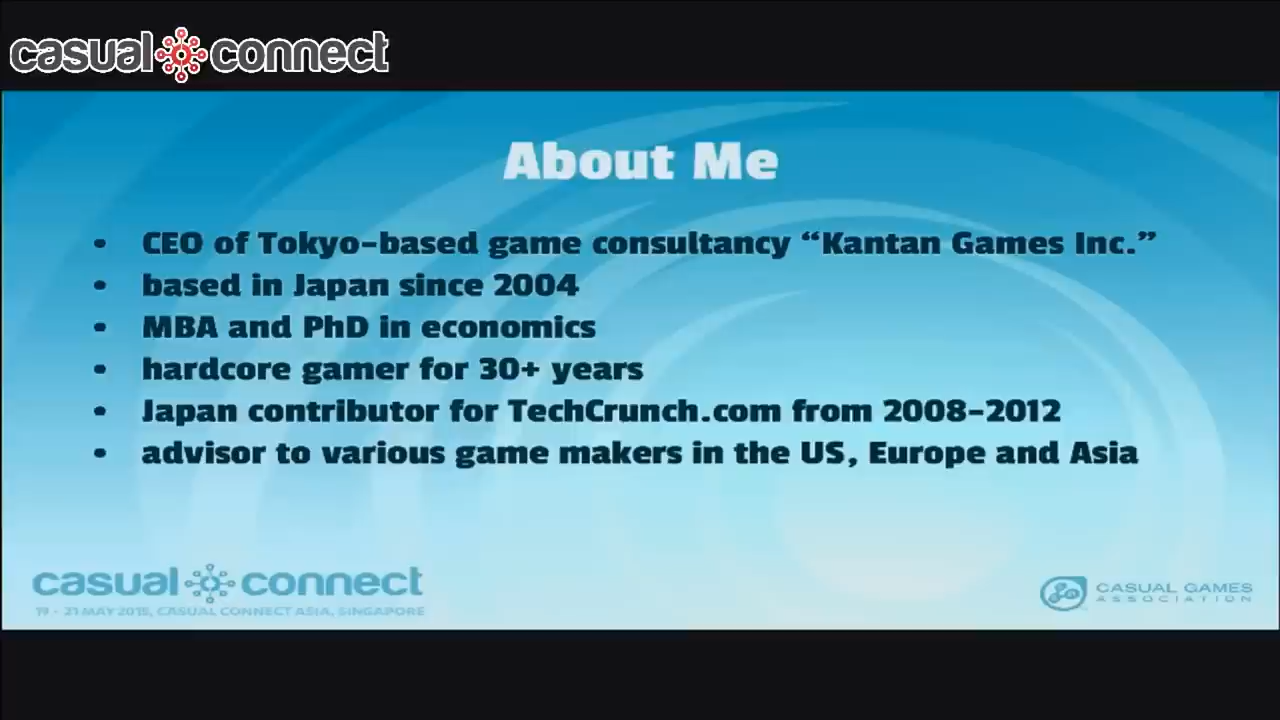 casual connect
About Me
• CEO of Tokyo-based game consultancy “Kantan Games Inc.”
• based in Japan since 2004
• MBA and PhD in economics
• hardcore gamer for 30+ years
• Japan contributor for TechCrunch.com from 2008-2012
• advisor to various game makers in the US, Europe and Asia
casual connect
19 - 21 MAY 2015, CASUAL CONNECT ASIA, SINGAPORE
CASUAL GAMES
ASSOCIATION